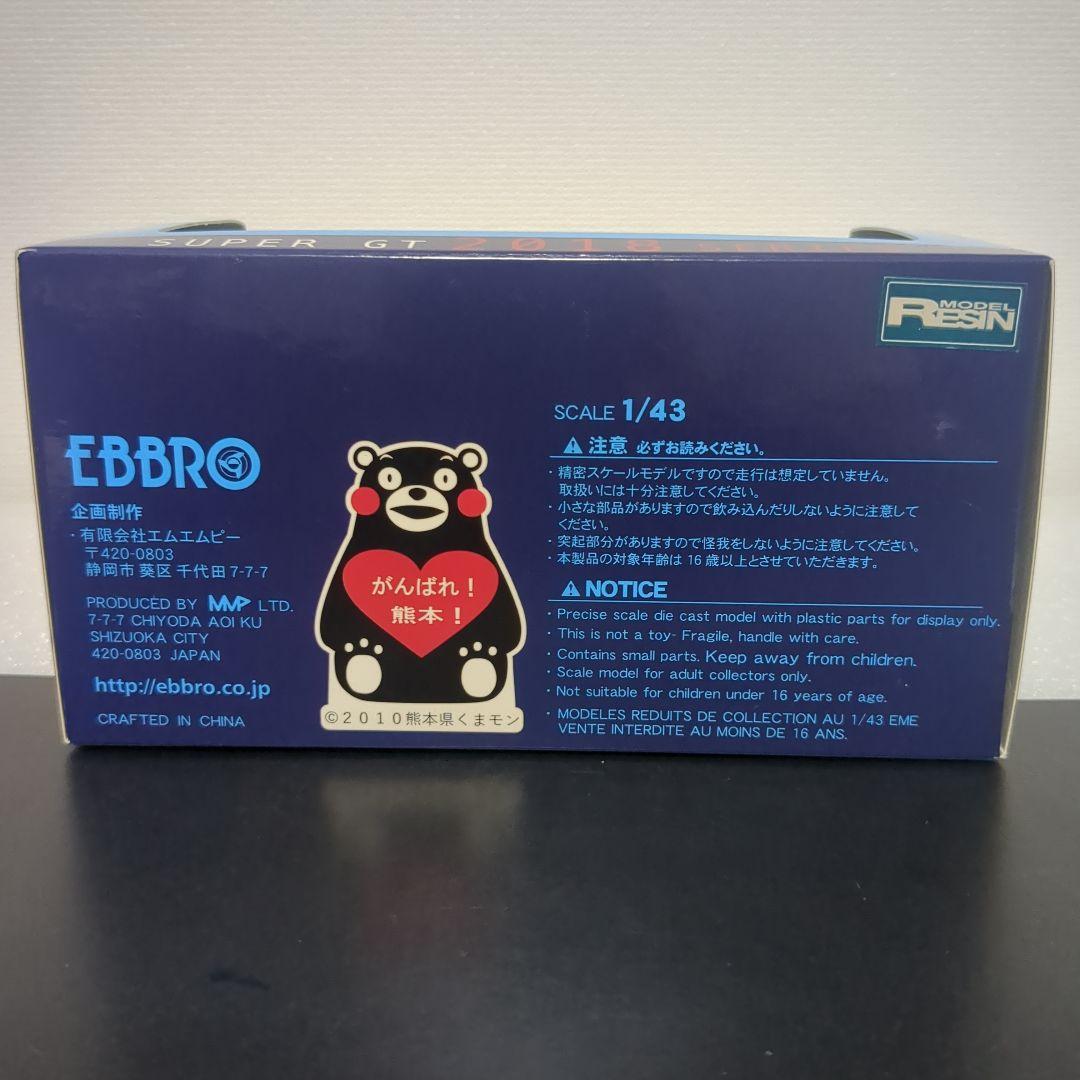 SUPER GT 2018 SERIES
MODEL
RESIN
EBBRO
企画制作
・有限会社エムエムピー
〒420-0803
静岡市 葵区 千代田 7-7-7
PRODUCED BY MMP LTD.
7-7-7 CHIYODA AOI KU
SHIZUOKA CITY
420-0803 JAPAN
http://ebbro.co.jp
CRAFTED IN CHINA
がんばれ！
熊本！
©2010熊本県くまモン
SCALE 1/43
注意 必ずお読みください。
・精密スケールモデルですので走行は想定していません。
取扱いには十分注意してください。
・小さな部品がありますので飲み込んだりしないように注意して
ください。
・突起部分がありますので怪我をしないように注意してください。
・本製品の対象年齢は 16 歳以上とさせていただきます。
NOTICE
・Precise scale die cast model with plastic parts for display only.
・This is not a toy- Fragile, handle with care.
・Contains small parts. Keep away from children.
・Scale model for adult collectors only.
・Not suitable for children under 16 years of age.
・MODELES REDUITS DE COLLECTION AU 1/43 EME
VENTE INTERDITE AU MOINS DE 16 ANS.